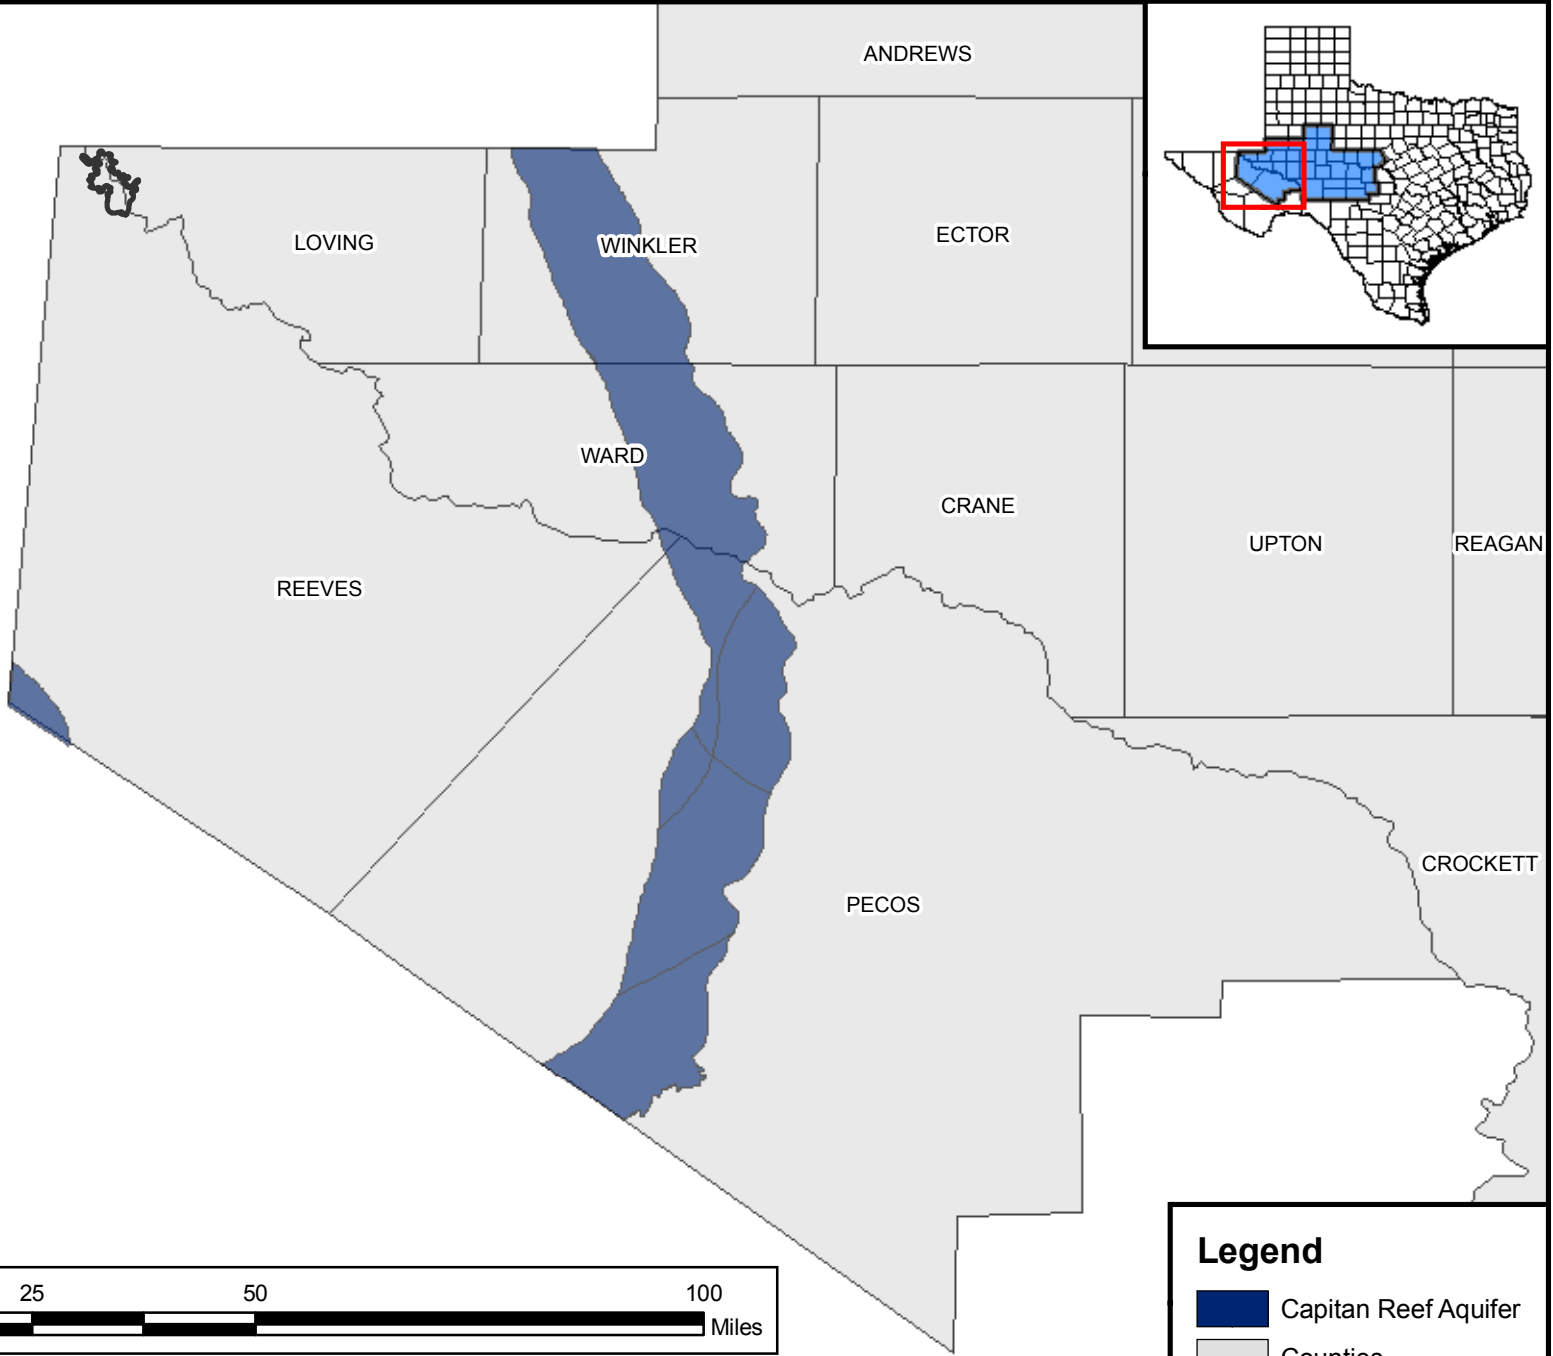 ANDREWS
LOVING
WINKLER
ECTOR
WARD
CRANE
UPTON
REAGAN
REEVES
PECOS
CROCKETT
25 50 100
Miles
Legend
Capitan Reef Aquifer
Counties